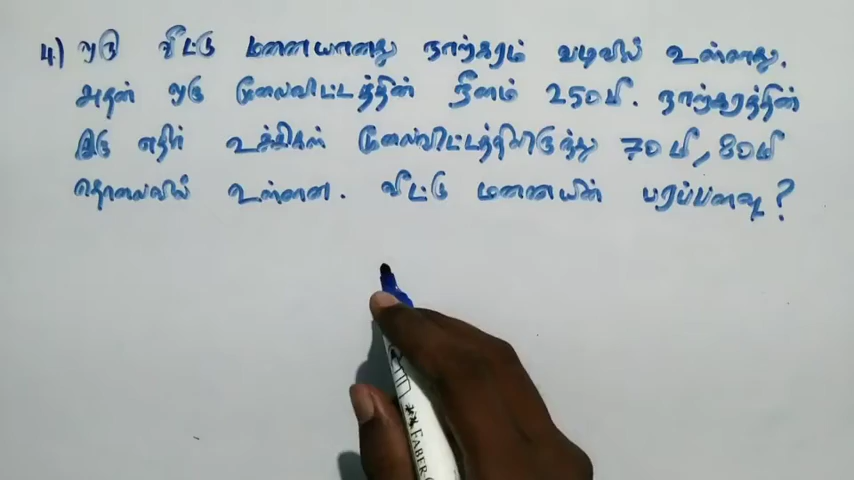 4.) ஒரு வீட்டு மனையானது நாற்கரம் வடிவில் உள்ளது.
அதன் ஒரு மூலைவிட்டத்தின் நீளம் 250மீ. நாற்கரத்தின்
இரு எதிர் உச்சிகள் மூலைவிட்டத்திலிருந்து 70 மீ, 80மீ
தொலைவில் உள்ளன. வீட்டு மனையின் பரப்பளவு?
FABER-C